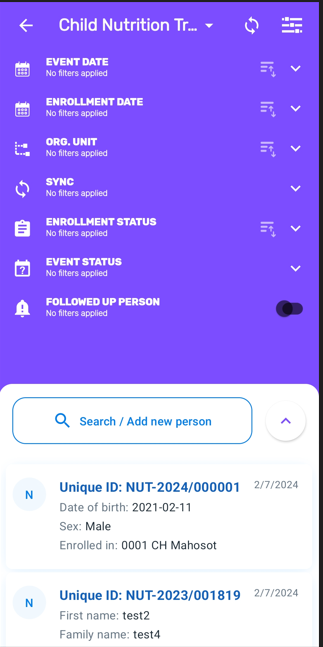 Child Nutrition Tr...
EVENT DATE
No filters applied
ENROLLMENT DATE
No filters applied
ORG. UNIT
No filters applied
SYNC
No filters applied
ENROLLMENT STATUS
No filters applied
EVENT STATUS
No filters applied
FOLLOWED UP PERSON
No filters applied
Search / Add new person
N
Unique ID: NUT-2024/000001 2/7/2024
Date of birth: 2021-02-11
Sex: Male
Enrolled in: 0001 CH Mahosot
N
Unique ID: NUT-2023/001819 2/7/2024
First name: test2
Family name: test4